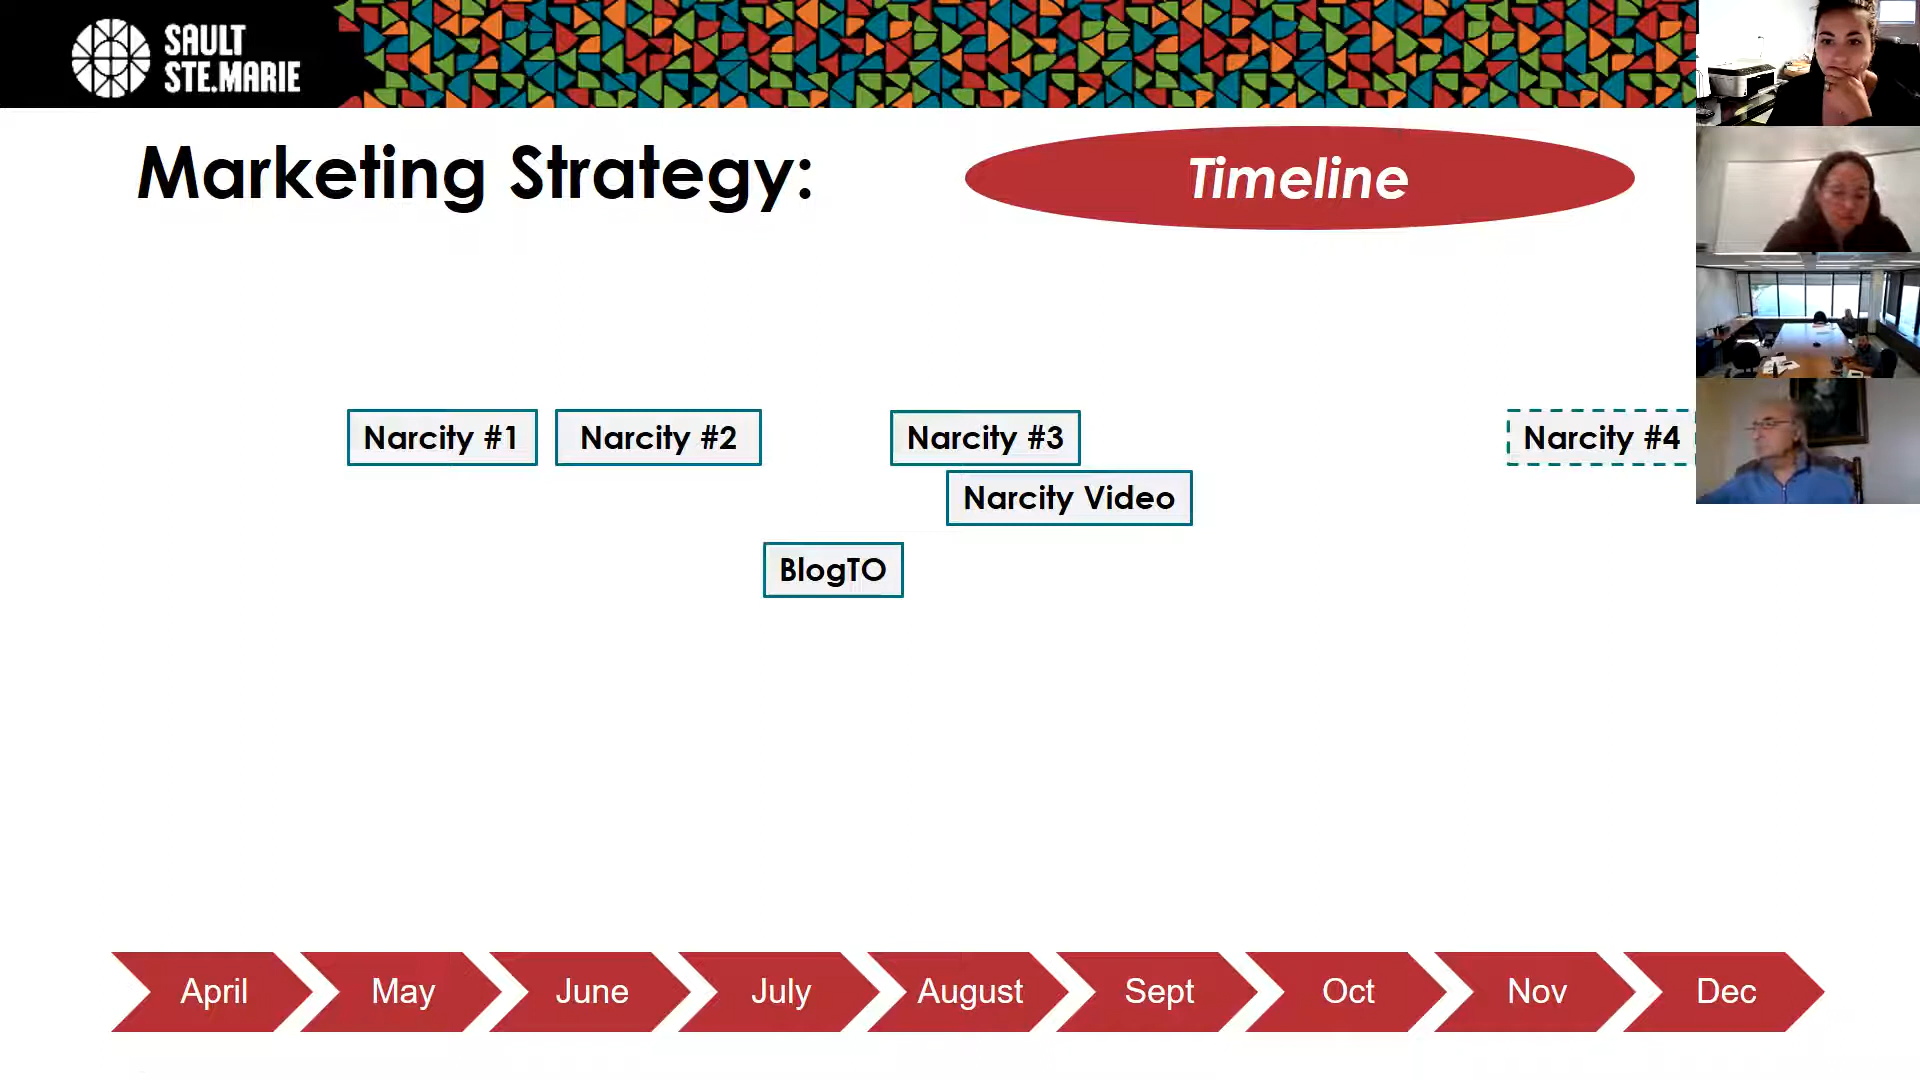 SAULT
STE.MARIE
Marketing Strategy:
Timeline
Narcity #1
Narcity #2
Narcity #3
Narcity #4
Narcity Video
BlogTO
April
May
June
July
August
Sept
Oct
Nov
Dec